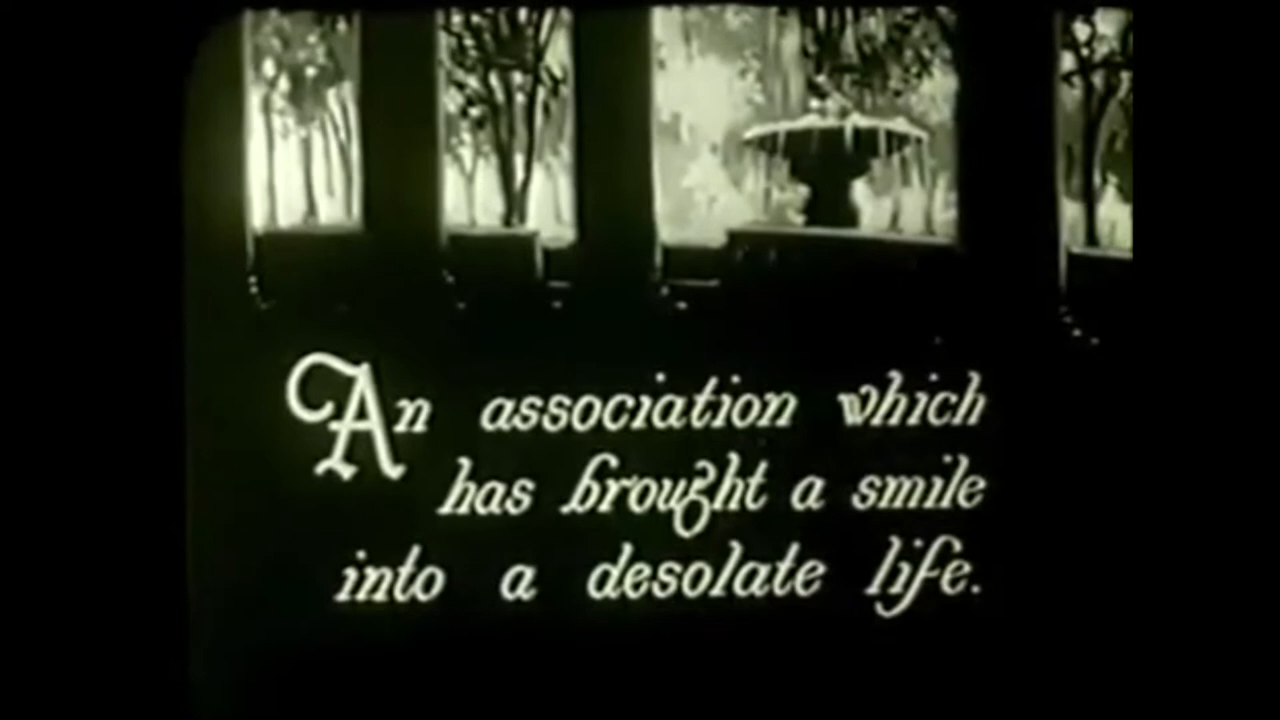 An association which
has brought a smile
into a desolate life.